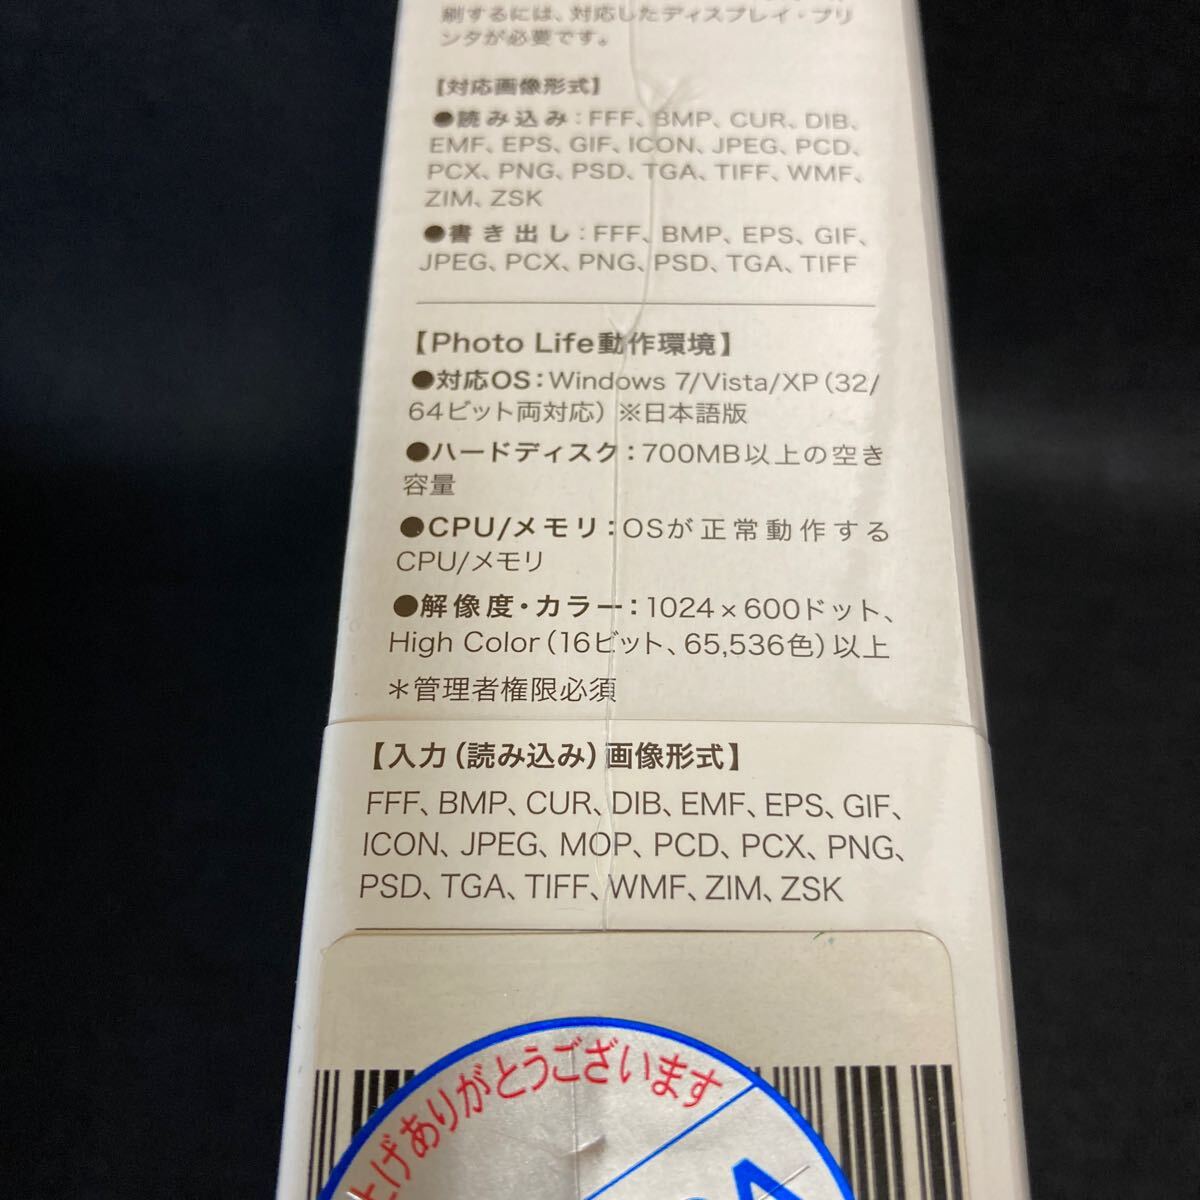 刷するには、対応したディスプレイ・プリ
ンタが必要です。
【対応画像形式】
●読み込み：FFF、BMP、CUR、DIB、
EMF、EPS、GIF、ICON、JPEG、PCD、
PCX、PNG、PSD、TGA、TIFF、WMF、
ZIM、ZSK
●書き出し：FFF、BMP、EPS、GIF、
JPEG、PCX、PNG、PSD、TGA、TIFF
【Photo Life動作環境】
●対応OS：Windows 7/Vista/XP（32/
64ビット両対応）※日本語版
●ハードディスク：700MB以上の空き
容量
●CPU/メモリ：OSが正常動作する
CPU/メモリ
●解像度・カラー：1024×600ドット、
High Color（16ビット、65,536色）以上
＊管理者権限必須
【入力（読み込み）画像形式】
FFF、BMP、CUR、DIB、EMF、EPS、GIF、
ICON、JPEG、MOP、PCD、PCX、PNG、
PSD、TGA、TIFF、WMF、ZIM、ZSK
上げありがとうございます